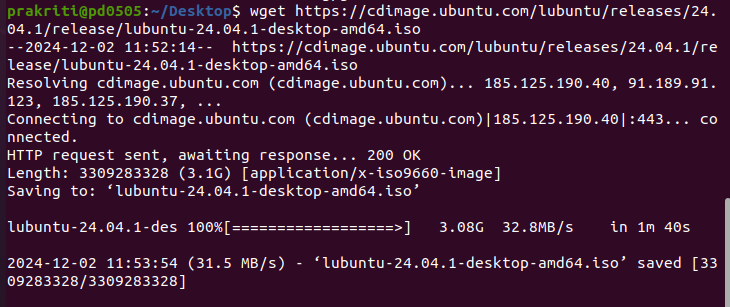 prakriti@pd0505:~/Desktop$ wget https://cdimage.ubuntu.com/lubuntu/releases/24.
04.1/release/lubuntu-24.04.1-desktop-amd64.iso
--2024-12-02 11:52:14--  https://cdimage.ubuntu.com/lubuntu/releases/24.04.1/re
lease/lubuntu-24.04.1-desktop-amd64.iso
Resolving cdimage.ubuntu.com (cdimage.ubuntu.com)... 185.125.190.40, 91.189.91.
123, 185.125.190.37, ...
Connecting to cdimage.ubuntu.com (cdimage.ubuntu.com)|185.125.190.40|:443... co
nnected.
HTTP request sent, awaiting response... 200 OK
Length: 3309283328 (3.1G) [application/x-iso9660-image]
Saving to: ‘lubuntu-24.04.1-desktop-amd64.iso’
lubuntu-24.04.1-des 100%[==================>]   3.08G  32.8MB/s    in 1m 40s
2024-12-02 11:53:54 (31.5 MB/s) - ‘lubuntu-24.04.1-desktop-amd64.iso’ saved [33
09283328/3309283328]